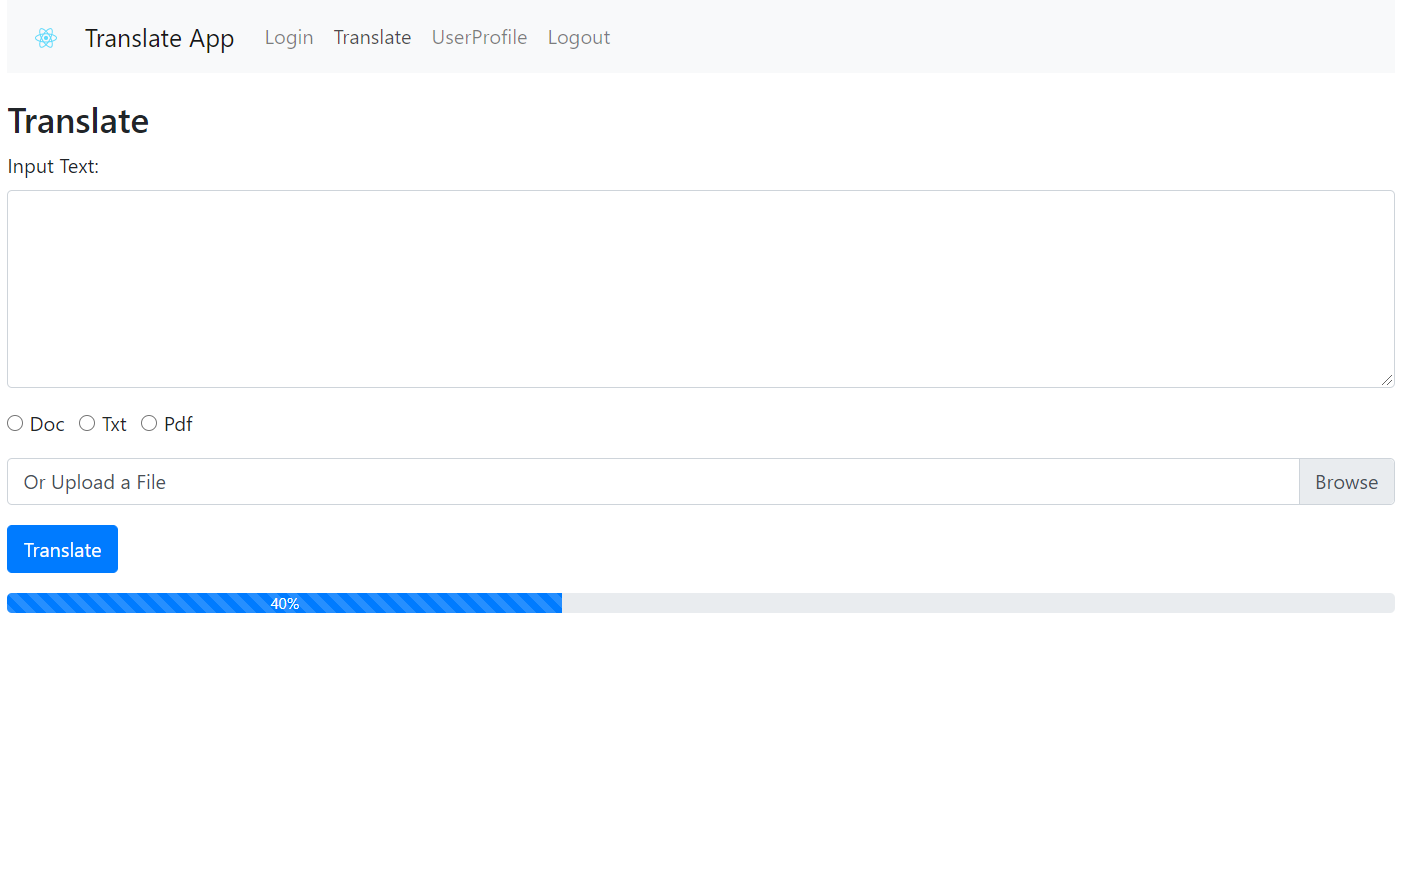 Translate App Login Translate UserProfile Logout
Translate
Input Text:
Doc Txt Pdf
Or Upload a File Browse
Translate
40%